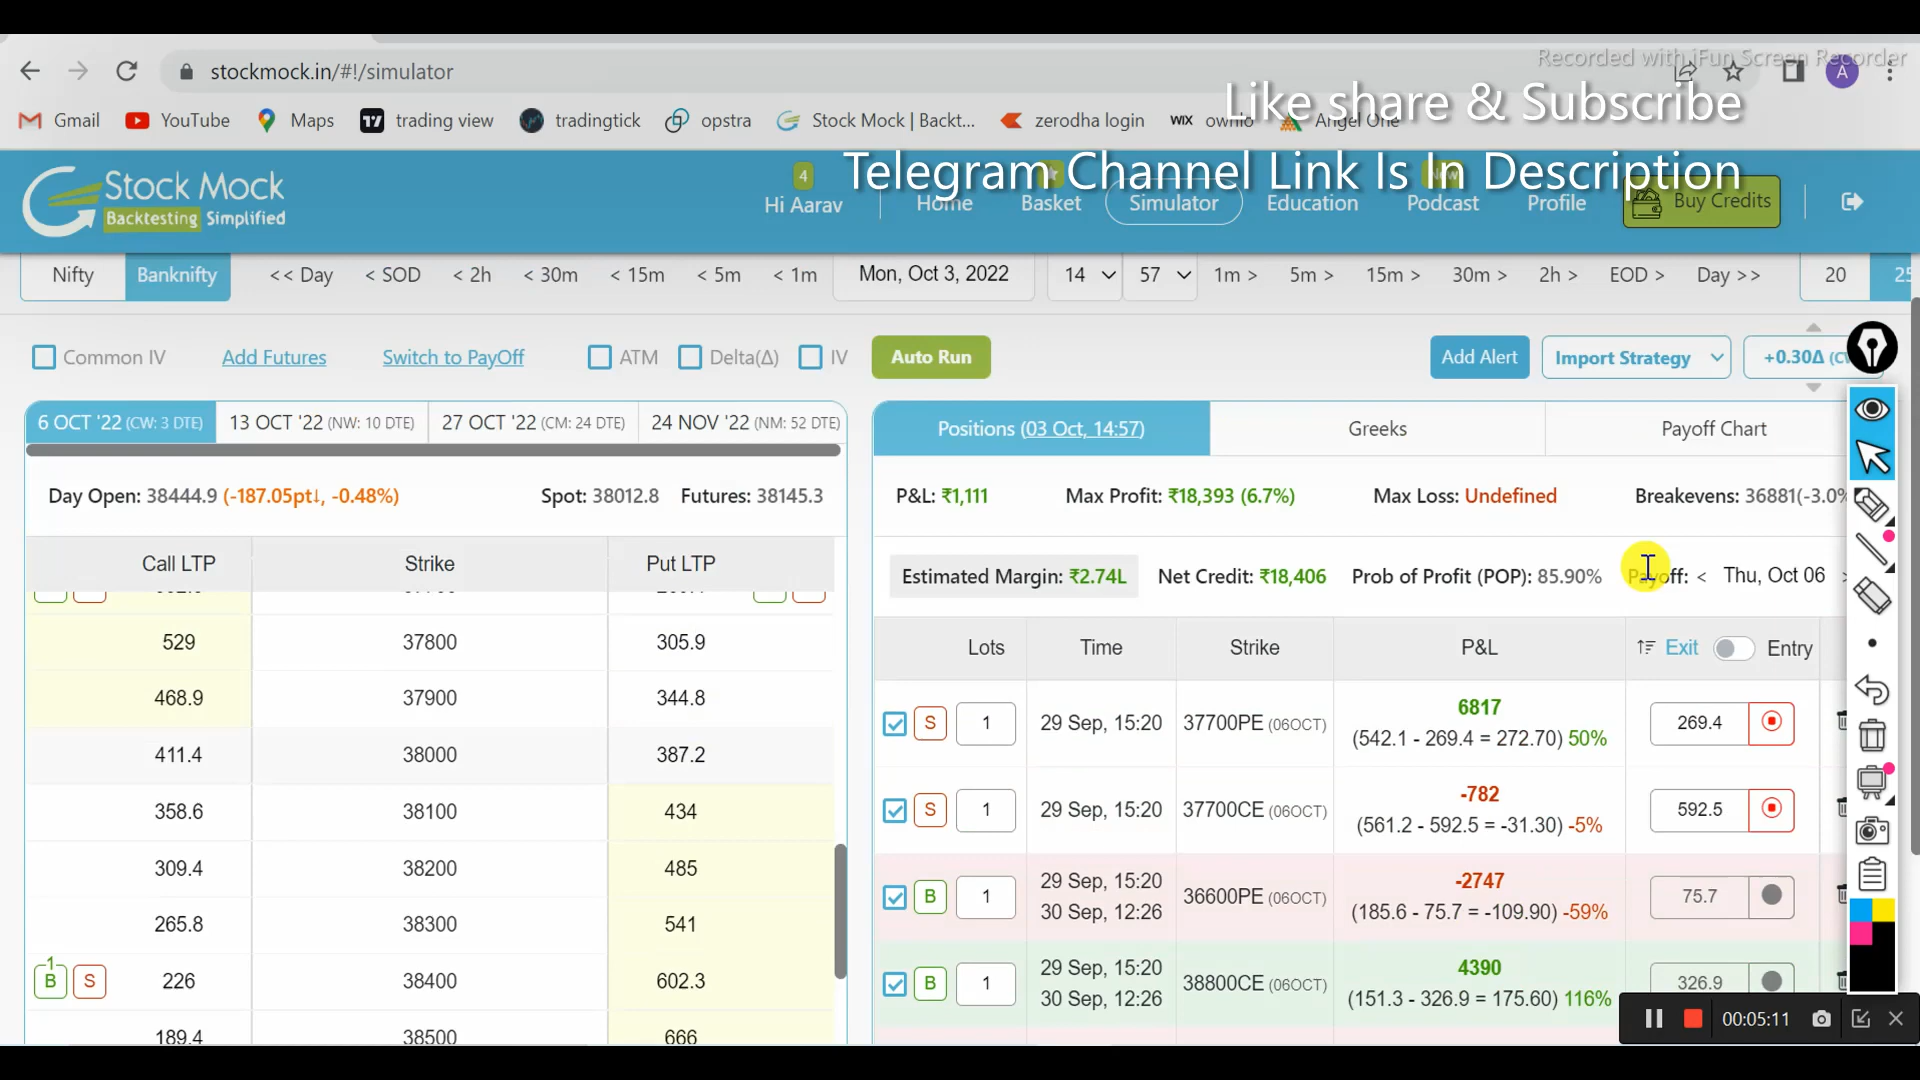 Recorded with iFun Screen Recorder
stockmock.in/#!/simulator
A
Like share & Subscribe
Gmail YouTube Maps trading view tradingtick opstra Stock Mock | Backt... zerodha login WIX ownlo Angel One
Telegram Channel Link Is In Description
Stock Mock
Backtesting Simplified
4
Hi Aarav Home Basket Simulator Education New Podcast Profile Buy Credits
Nifty Banknifty << Day < SOD < 2h < 30m < 15m < 5m < 1m Mon, Oct 3, 2022 14 57 1m > 5m > 15m > 30m > 2h > EOD > Day >> 20 25
Common IV Add Futures Switch to PayOff ATM Delta(Δ) IV Auto Run Add Alert Import Strategy +0.30Δ
6 OCT '22 (CW: 3 DTE) 13 OCT '22 (NW: 10 DTE) 27 OCT '22 (CM: 24 DTE) 24 NOV '22 (NM: 52 DTE) Positions (03 Oct, 14:57) Greeks Payoff Chart
Day Open: 38444.9 (-187.05pt↓, -0.48%) Spot: 38012.8 Futures: 38145.3 P&L: ₹1,111 Max Profit: ₹18,393 (6.7%) Max Loss: Undefined Breakevens: 36881(-3.0%
Call LTP Strike Put LTP
Estimated Margin: ₹2.74L Net Credit: ₹18,406 Prob of Profit (POP): 85.90% Payoff: < Thu, Oct 06 >
529 37800 305.9
Lots Time Strike P&L Exit Entry
468.9 37900 344.8
S 1 29 Sep, 15:20 37700PE (06OCT) 6817 (542.1 - 269.4 = 272.70) 50% 269.4
411.4 38000 387.2
358.6 38100 434
S 1 29 Sep, 15:20 37700CE (06OCT) -782 (561.2 - 592.5 = -31.30) -5% 592.5
309.4 38200 485
B 1 29 Sep, 15:20 30 Sep, 12:26 36600PE (06OCT) -2747 (185.6 - 75.7 = -109.90) -59% 75.7
265.8 38300 541
1 B S 226 38400 602.3
B 1 29 Sep, 15:20 30 Sep, 12:26 38800CE (06OCT) 4390 (151.3 - 326.9 = 175.60) 116% 326.9
189.4 38500 666
00:05:11